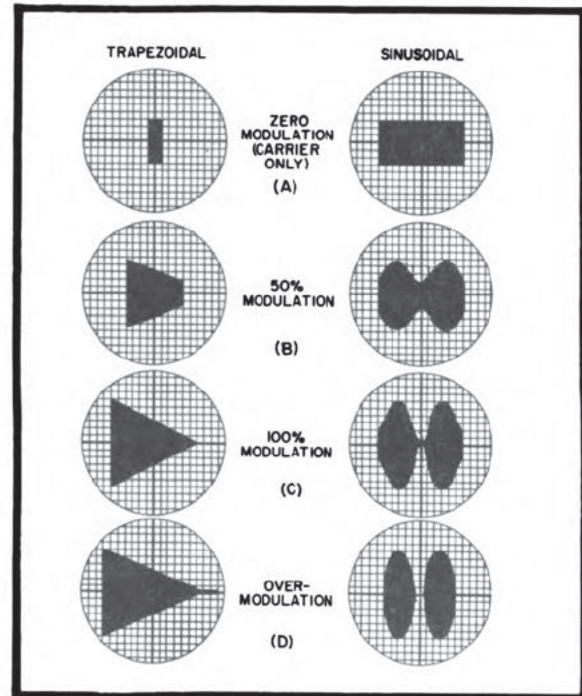 TRAPEZOIDAL
SINUSOIDAL
ZERO
MODULATION
(CARRIER
ONLY)
(A)
50%
MODULATION
(B)
100%
MODULATION
(C)
OVER-
MODULATION
(D)